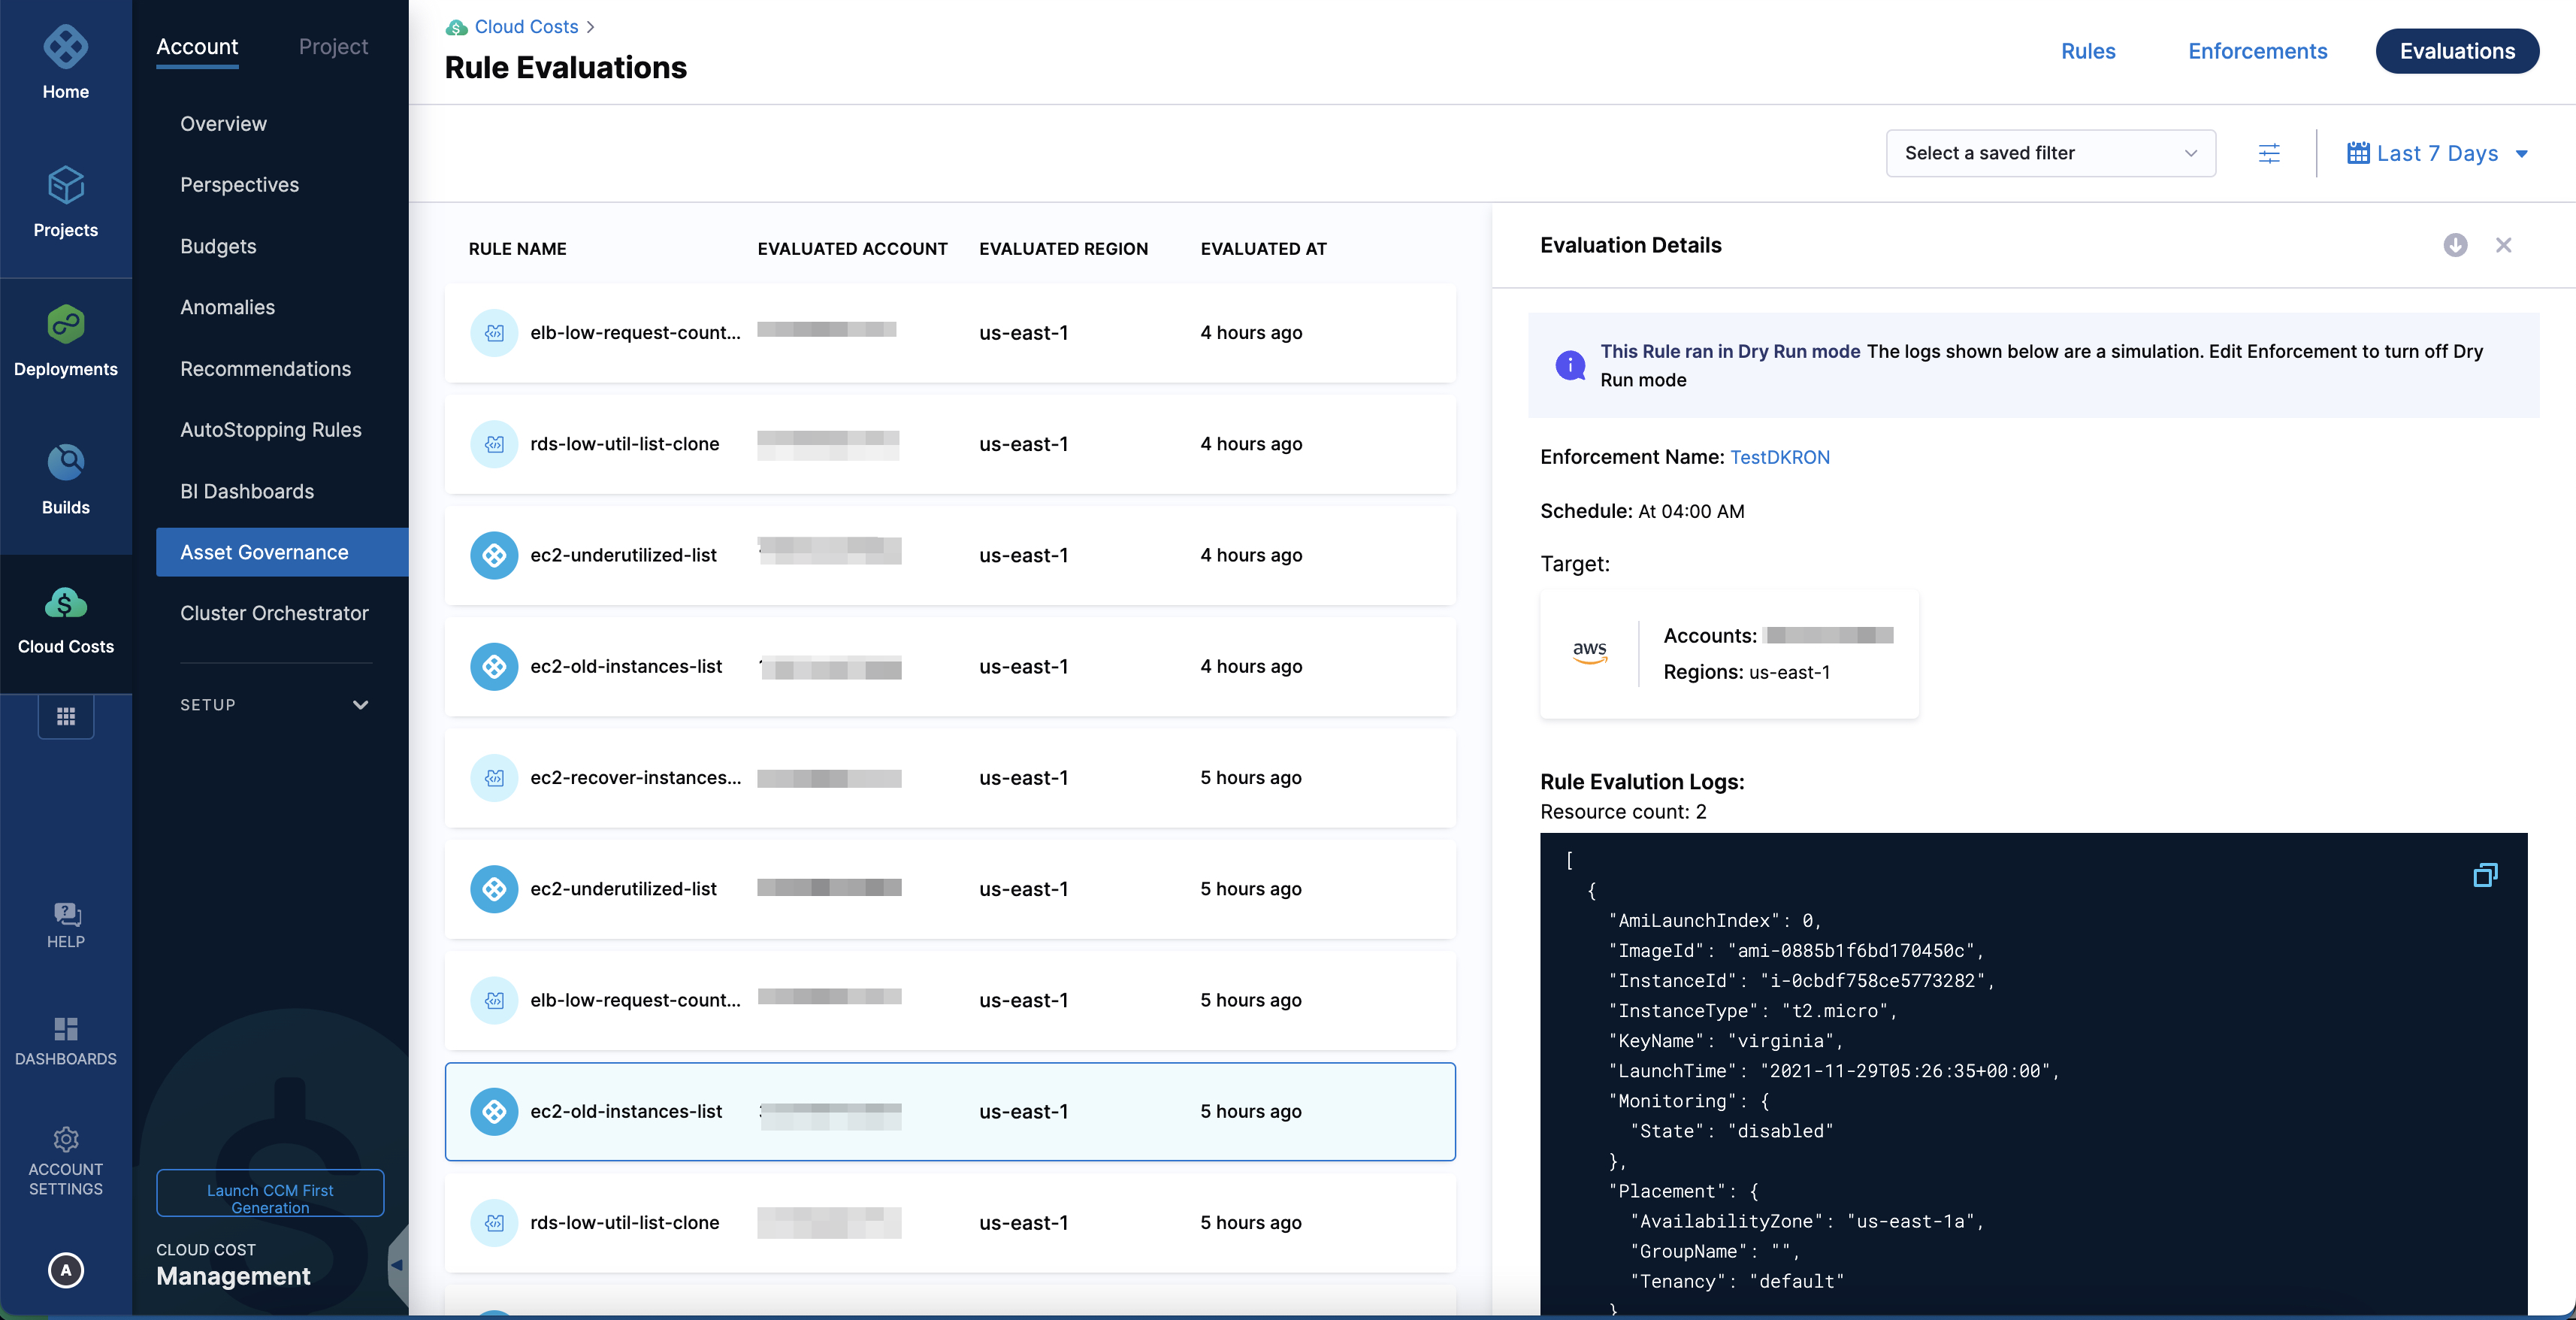 Home
Projects
Deployments
Builds
Cloud Costs
HELP
DASHBOARDS
ACCOUNT
SETTINGS
A
Account
Project
Overview
Perspectives
Budgets
Anomalies
Recommendations
AutoStopping Rules
BI Dashboards
Asset Governance
Cluster Orchestrator
SETUP
Launch CCM First
Generation
CLOUD COST
Management
Cloud Costs >
Rule Evaluations
Rules
Enforcements
Evaluations
Select a saved filter
Last 7 Days
RULE NAME EVALUATED ACCOUNT EVALUATED REGION EVALUATED AT
elb-low-request-count... us-east-1 4 hours ago
rds-low-util-list-clone us-east-1 4 hours ago
ec2-underutilized-list us-east-1 4 hours ago
ec2-old-instances-list us-east-1 4 hours ago
ec2-recover-instances... us-east-1 5 hours ago
ec2-underutilized-list us-east-1 5 hours ago
elb-low-request-count... us-east-1 5 hours ago
ec2-old-instances-list us-east-1 5 hours ago
rds-low-util-list-clone us-east-1 5 hours ago
Evaluation Details
This Rule ran in Dry Run mode The logs shown below are a simulation. Edit Enforcement to turn off Dry
Run mode
Enforcement Name: TestDKRON
Schedule: At 04:00 AM
Target:
aws
Accounts:
Regions: us-east-1
Rule Evalution Logs:
Resource count: 2
[
{
"AmiLaunchIndex": 0,
"ImageId": "ami-0885b1f6bd170450c",
"InstanceId": "i-0cbdf758ce5773282",
"InstanceType": "t2.micro",
"KeyName": "virginia",
"LaunchTime": "2021-11-29T05:26:35+00:00",
"Monitoring": {
"State": "disabled"
},
"Placement": {
"AvailabilityZone": "us-east-1a",
"GroupName": "",
"Tenancy": "default"
}